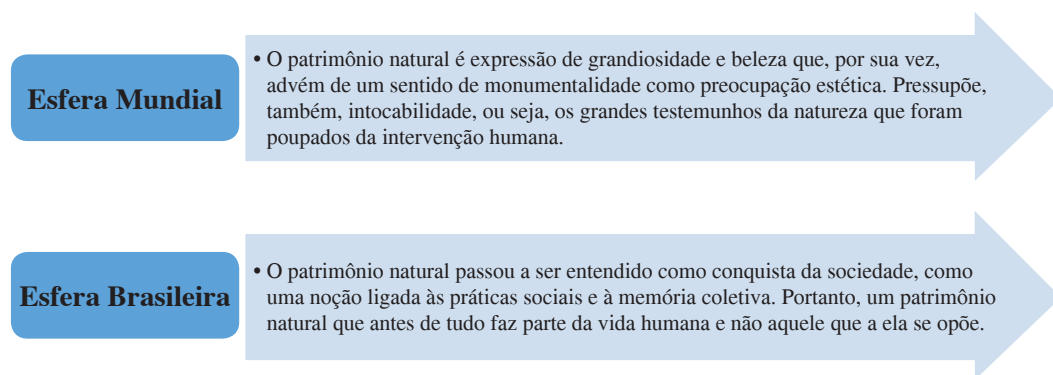 Esfera Mundial
• O patrimônio natural é expressão de grandiosidade e beleza que, por sua vez,
advém de um sentido de monumentalidade como preocupação estética. Pressupõe,
também, intocabilidade, ou seja, os grandes testemunhos da natureza que foram
poupados da intervenção humana.
Esfera Brasileira
• O patrimônio natural passou a ser entendido como conquista da sociedade, como
uma noção ligada às práticas sociais e à memória coletiva. Portanto, um patrimônio
natural que antes de tudo faz parte da vida humana e não aquele que a ela se opõe.